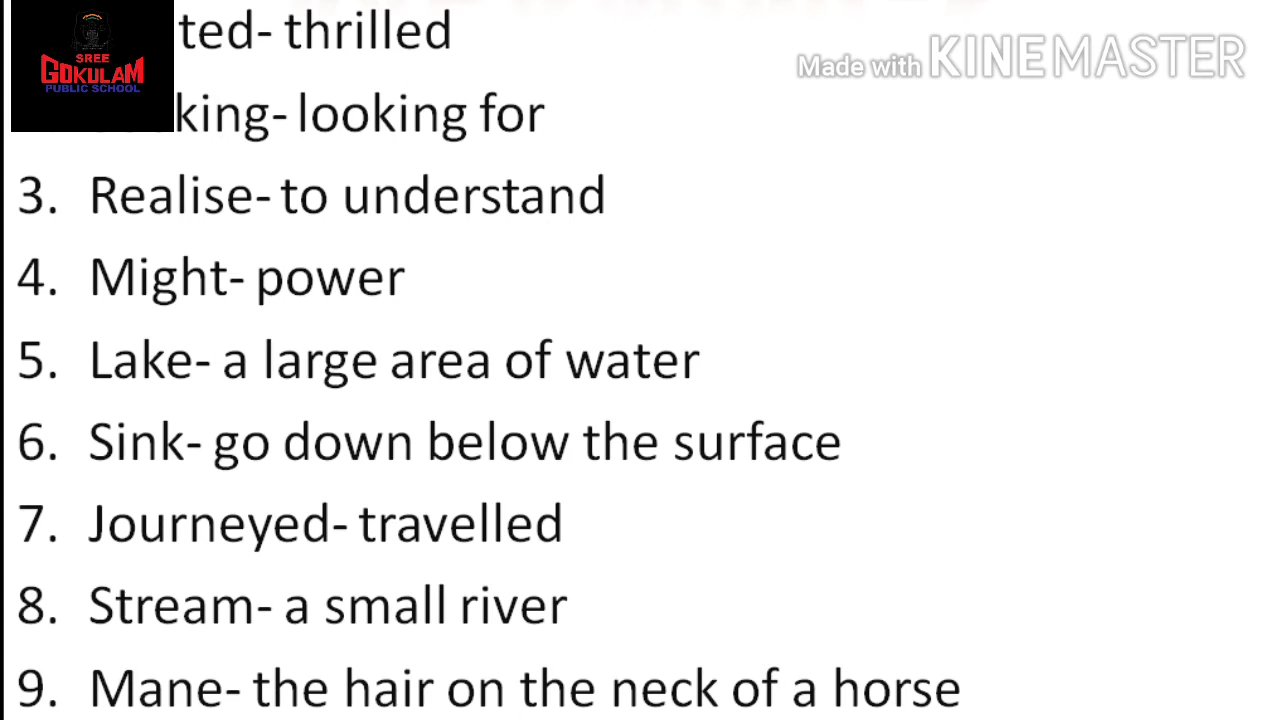 SREE
GOKULAM
PUBLIC SCHOOL
Made with KINEMASTER
ted- thrilled
king- looking for
3. Realise- to understand
4. Might- power
5. Lake- a large area of water
6. Sink- go down below the surface
7. Journeyed- travelled
8. Stream- a small river
9. Mane- the hair on the neck of a horse